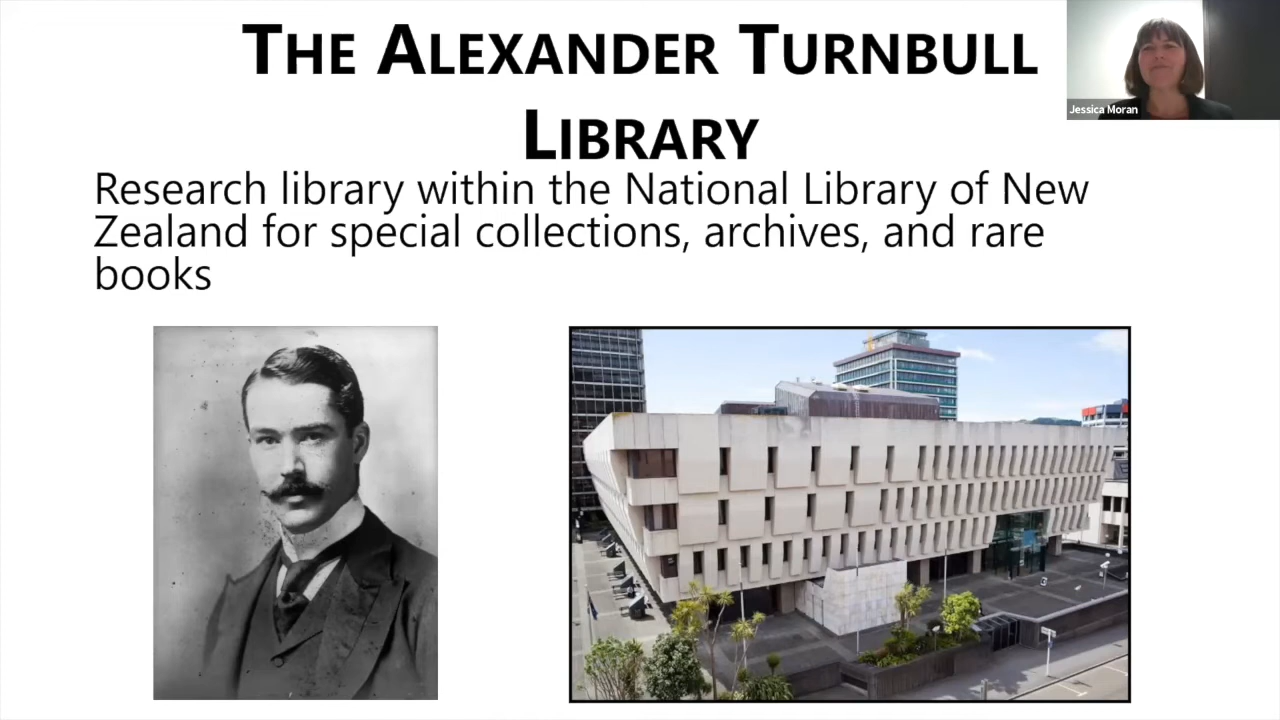 THE ALEXANDER TURNBULL
LIBRARY
Jessica Moran
Research library within the National Library of New
Zealand for special collections, archives, and rare
books